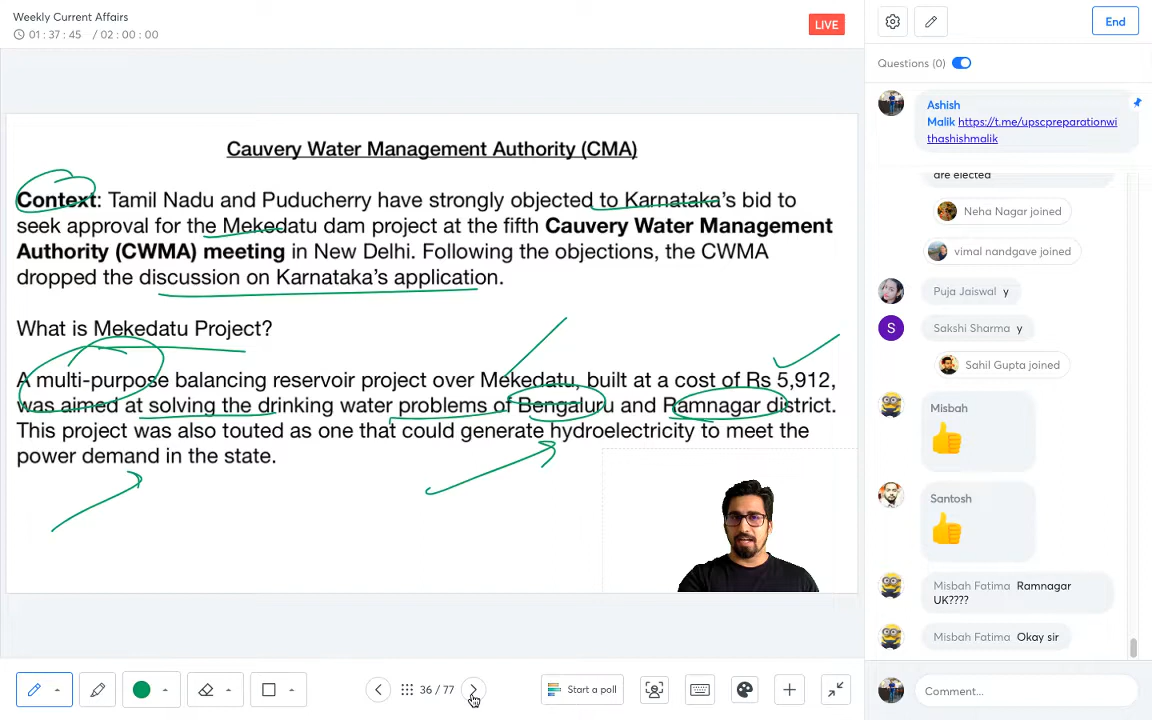 Weekly Current Affairs
01 : 37 : 45 / 02 : 00 : 00
LIVE
End
Questions (0)
Ashish
Malik https://t.me/upscpreparationwi
thashishmalik
are elected
Neha Nagar joined
vimal nandgave joined
Puja Jaiswal y
S
Sakshi Sharma y
Sahil Gupta joined
Misbah
Santosh
Misbah Fatima Ramnagar
UK????
Misbah Fatima Okay sir
Comment...
Cauvery Water Management Authority (CMA)
Context: Tamil Nadu and Puducherry have strongly objected to Karnataka's bid to
seek approval for the Mekedatu dam project at the fifth Cauvery Water Management
Authority (CWMA) meeting in New Delhi. Following the objections, the CWMA
dropped the discussion on Karnataka's application.
What is Mekedatu Project?
A multi-purpose balancing reservoir project over Mekedatu, built at a cost of Rs 5,912,
was aimed at solving the drinking water problems of Bengaluru and Ramnagar district.
This project was also touted as one that could generate hydroelectricity to meet the
power demand in the state.
36 / 77
Start a poll